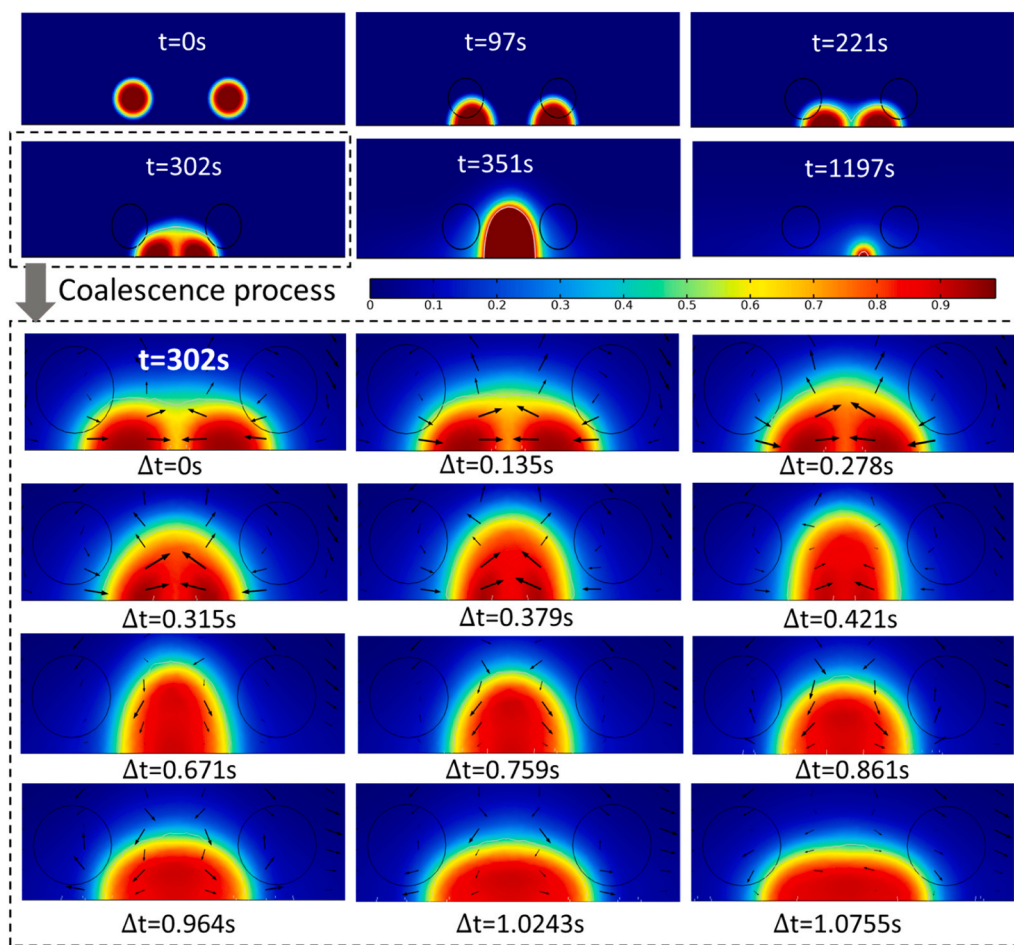 t=0s
t=97s
t=221s
t=302s
t=351s
t=1197s
Coalescence process
0 0.1 0.2 0.3 0.4 0.5 0.6 0.7 0.8 0.9
t=302s
Δt=0s
Δt=0.135s
Δt=0.278s
Δt=0.315s
Δt=0.379s
Δt=0.421s
Δt=0.671s
Δt=0.759s
Δt=0.861s
Δt=0.964s
Δt=1.0243s
Δt=1.0755s